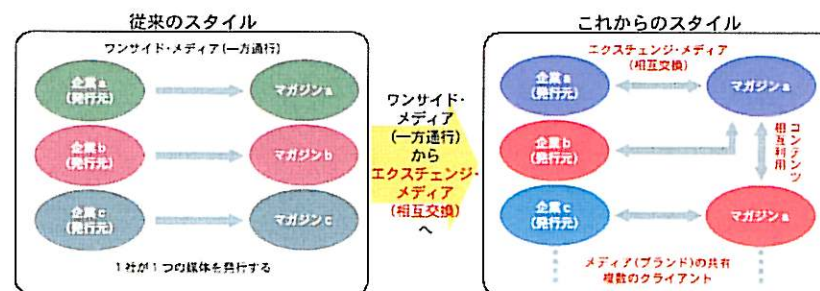 従来のスタイル
ワンサイド・メディア(一方通行)
企業a
(発行元)
マガジンa
企業b
(発行元)
マガジンb
企業c
(発行元)
マガジンc
1社が1つの媒体を発行する
ワンサイド・
メディア
(一方通行)
から
エクスチェンジ・
メディア
(相互交換)
へ
これからのスタイル
エクスチェンジ・メディア
(相互交換)
企業a
(発行元)
マガジンa
企業b
(発行元)
コンテンツ
相互利用
企業c
(発行元)
マガジンa
メディア(ブランド)の共有
複数のクライアント